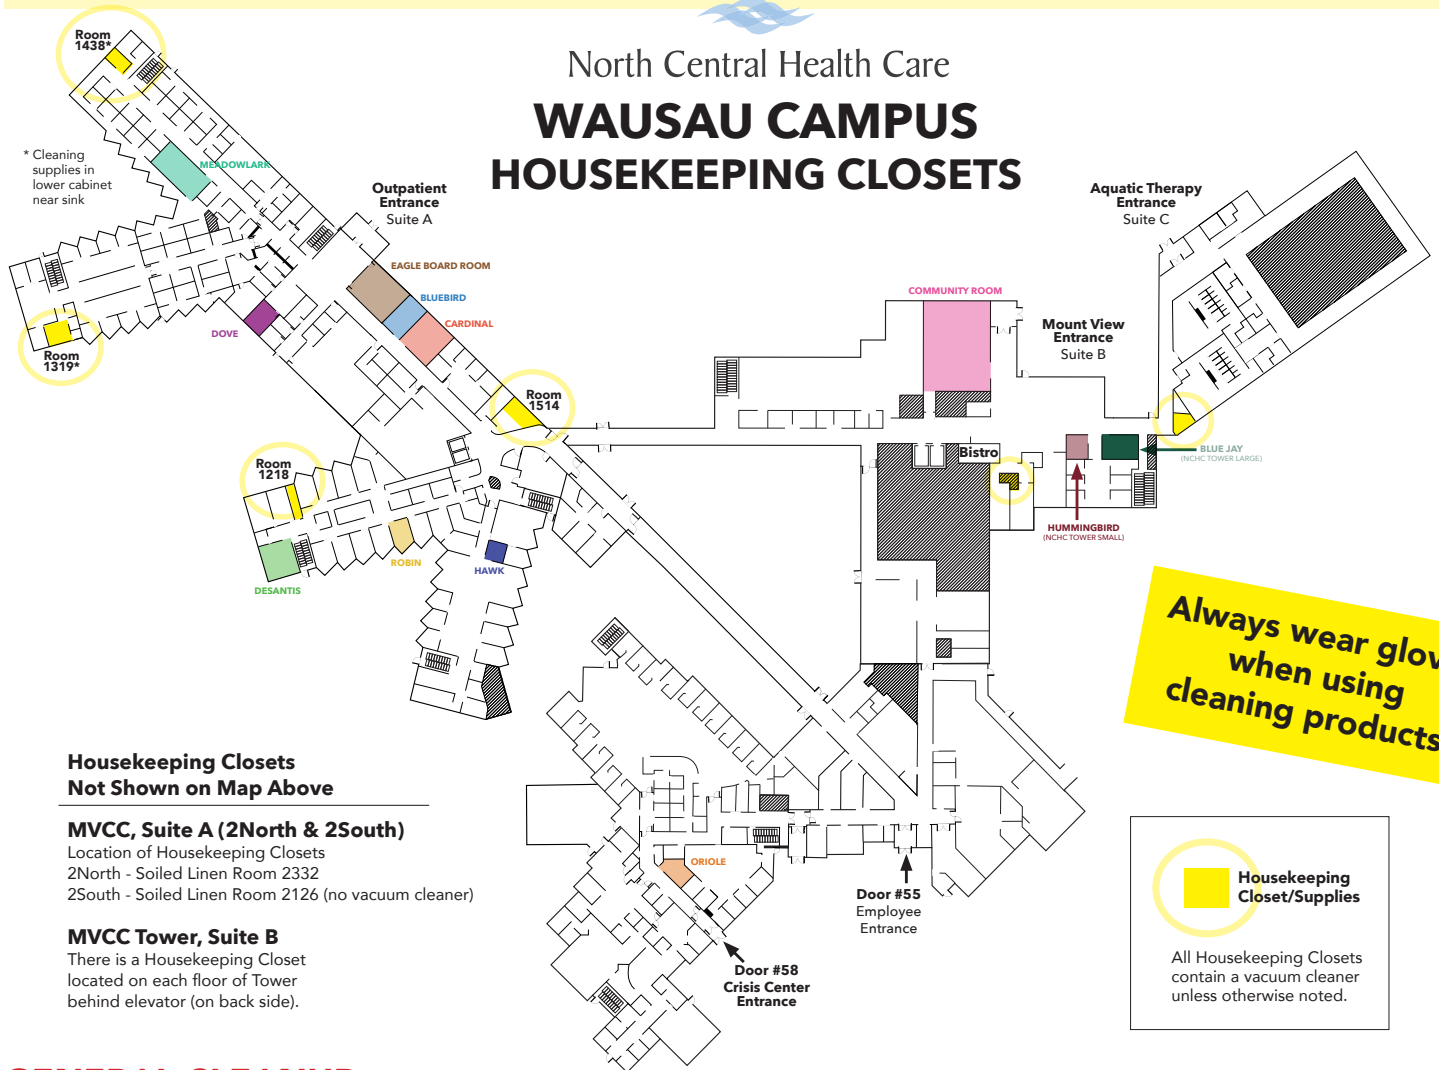 North Central Health Care
WAUSAU CAMPUS
HOUSEKEEPING CLOSETS
Room
1438*
* Cleaning
supplies in
lower cabinet
near sink
MEADOWLARK
Outpatient
Entrance
Suite A
Aquatic Therapy
Entrance
Suite C
EAGLE BOARD ROOM
BLUEBIRD
CARDINAL
DOVE
COMMUNITY ROOM
Mount View
Entrance
Suite B
Room
1319*
Room
1514
Room
1218
Bistro
BLUE JAY
(NCHC TOWER LARGE)
HUMMINGBIRD
(NCHC TOWER SMALL)
ROBIN
HAWK
DESANTIS
Always wear glov
when using
cleaning products
Housekeeping Closets
Not Shown on Map Above
MVCC, Suite A (2North & 2South)
Location of Housekeeping Closets
2North - Soiled Linen Room 2332
2South - Soiled Linen Room 2126 (no vacuum cleaner)
MVCC Tower, Suite B
There is a Housekeeping Closet
located on each floor of Tower
behind elevator (on back side).
ORIOLE
Door #55
Employee
Entrance
Door #58
Crisis Center
Entrance
Housekeeping
Closet/Supplies
All Housekeeping Closets
contain a vacuum cleaner
unless otherwise noted.
GENERAL CLEANUP